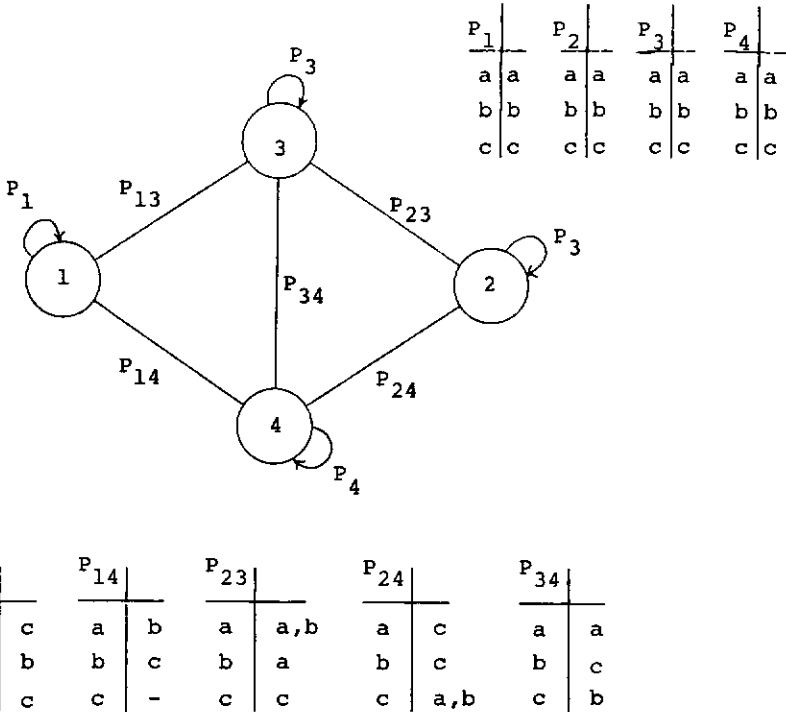 P1 P2 P3 P4
a a a a a a a a
b b b b b b b b
c c c c c c c c
P3
3
P13
P23
P1
1
P3
2
P34
P14
P24
4
P4
P14 P23 P24 P34
c a b a a,b a c a a
b b c b a b c b c
c c - c c c a,b c b